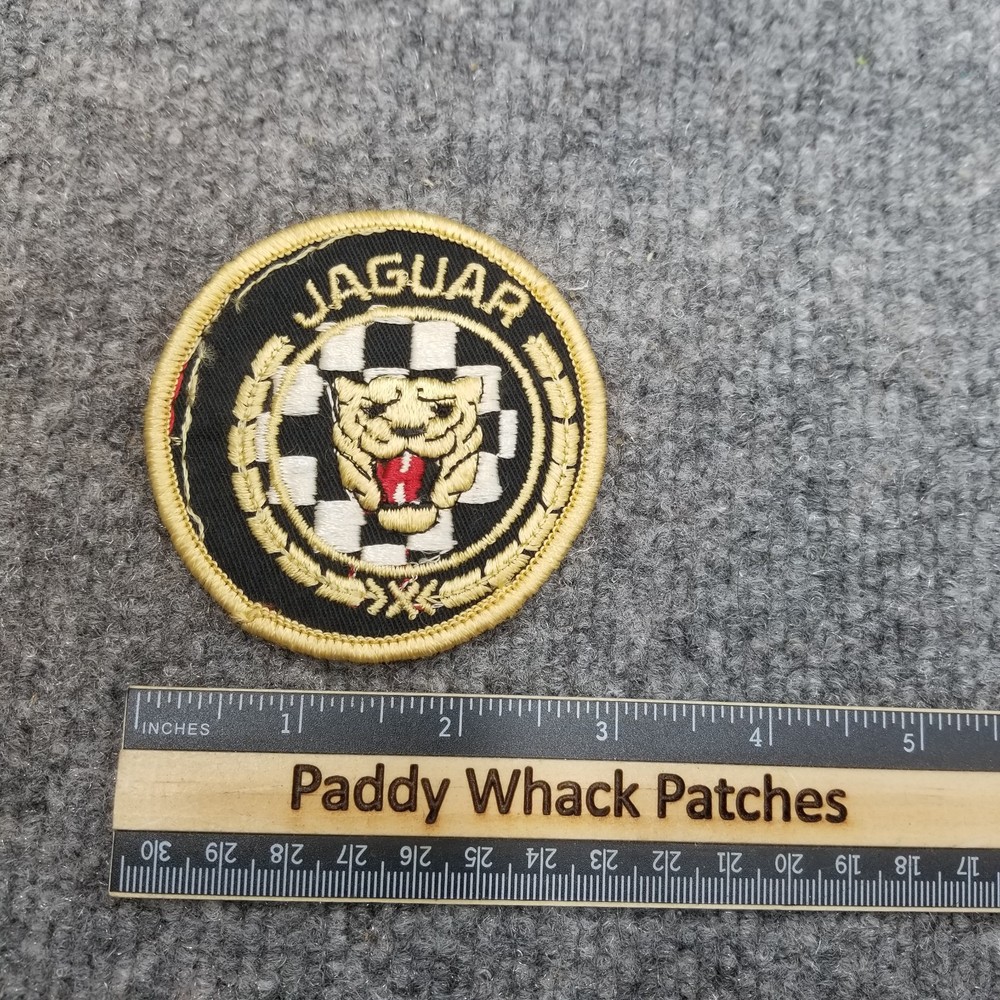 JAGUAR
INCHES 1 2 3 4 5
Paddy Whack Patches
30 29 28 27 26 25 24 23 22 21 20 19 18 17